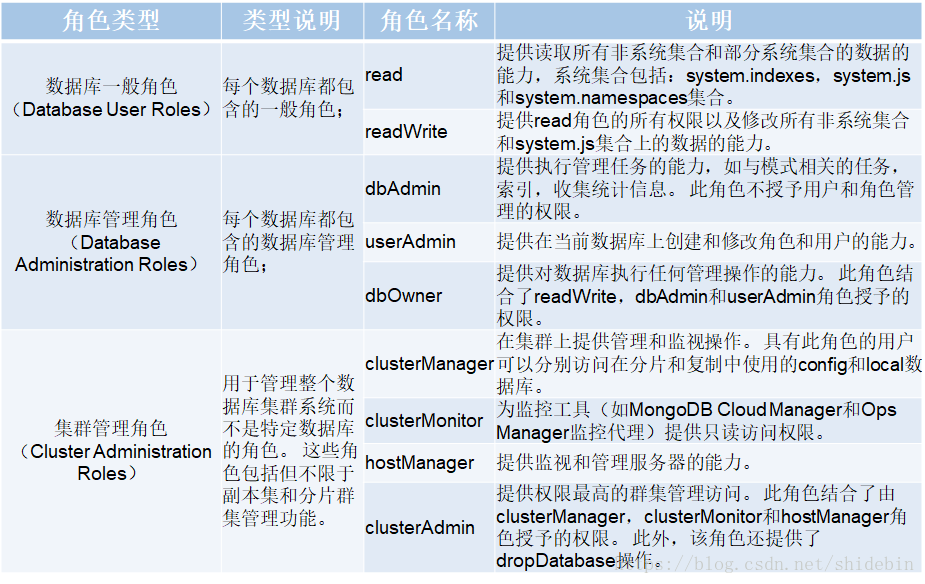 角色类型
类型说明
角色名称
说明
数据库一般角色
（Database User Roles）
每个数据库都包
含的一般角色；
read
提供读取所有非系统集合和部分系统集合的数据的
能力，系统集合包括：system.indexes，system.js
和system.namespaces集合。
readWrite
提供read角色的所有权限以及修改所有非系统集合
和system.js集合上的数据的能力。
数据库管理角色
（Database
Administration Roles）
每个数据库都包
含的数据库管理
角色；
dbAdmin
提供执行管理任务的能力，如与模式相关的任务，
索引，收集统计信息。此角色不授予用户和角色管
理的权限。
userAdmin
提供在当前数据库上创建和修改角色和用户的能力。
dbOwner
提供对数据库执行任何管理操作的能力。此角色结
合了readWrite，dbAdmin和userAdmin角色授予的
权限。
集群管理角色
（Cluster Administration
Roles）
用于管理整个数
据库集群系统而
不是特定数据库
的角色。这些角
色包括但不限于
副本集和分片群
集管理功能。
clusterManager
在集群上提供管理和监视操作。具有此角色的用户
可以分别访问在分片和复制中使用的config和local数
据库。
clusterMonitor
为监控工具（如MongoDB Cloud Manager和Ops
Manager监控代理）提供只读访问权限。
hostManager
提供监视和管理服务器的能力。
clusterAdmin
提供权限最高的群集管理访问。此角色结合了由
clusterManager，clusterMonitor和hostManager角
色授予的权限。此外，该角色还提供了
dropDatabase操作。
https://blog.csdn.net/shidebin